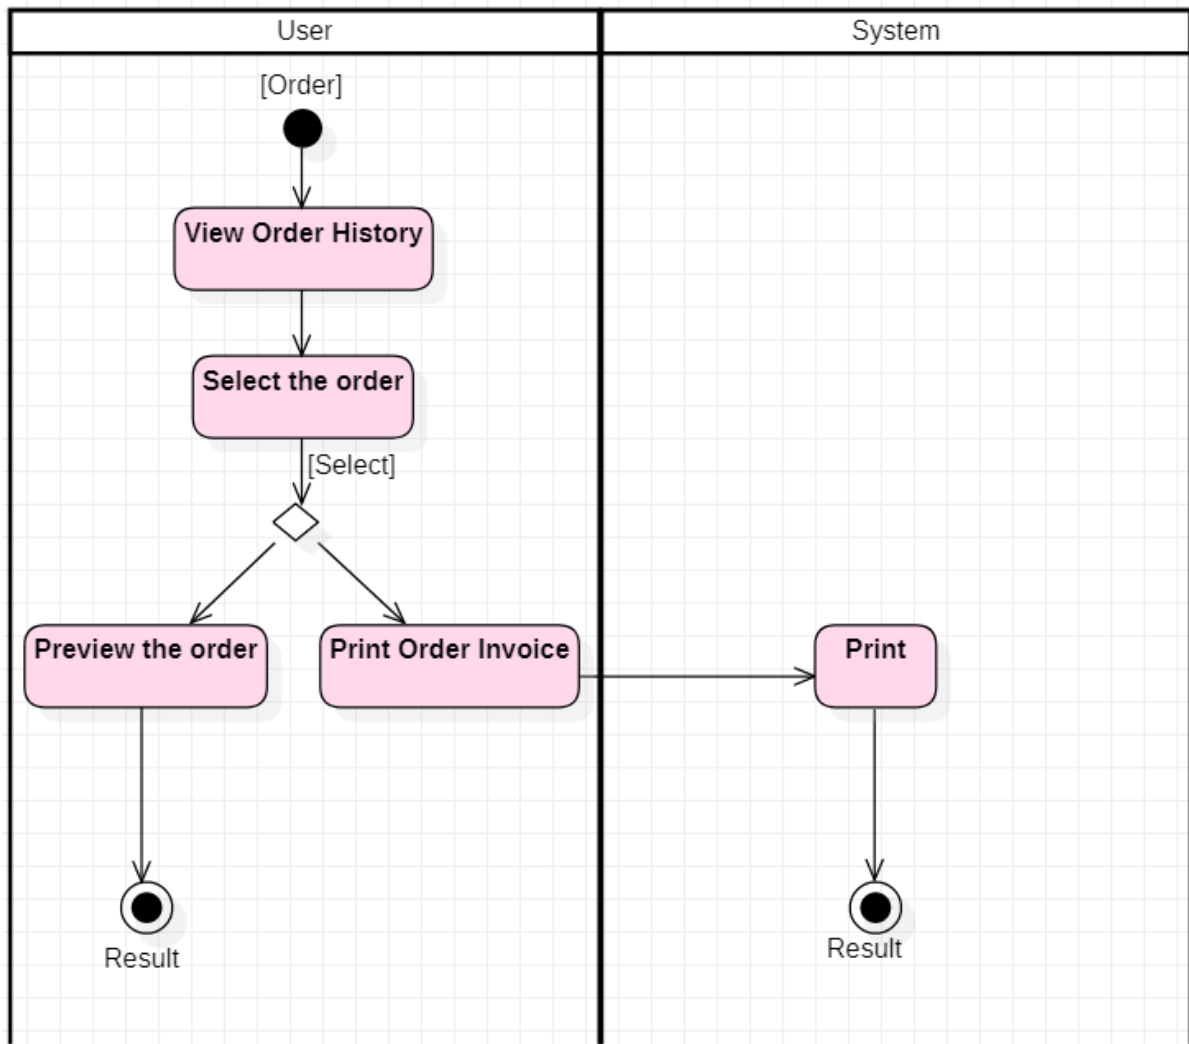 User
System
[Order]
View Order History
Select the order
[Select]
Preview the order
Print Order Invoice
Print
Result
Result